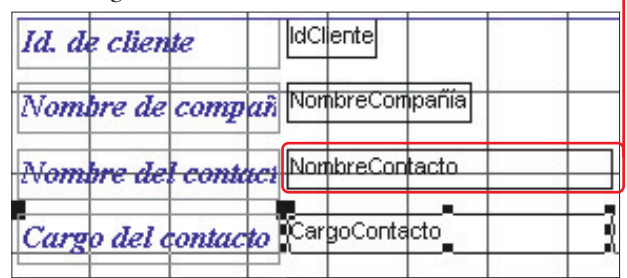 Id. de cliente IdCliente
Nombre de compañ NombreCompañía
Nombre del contact NombreContacto
Cargo del contacto CargoContacto